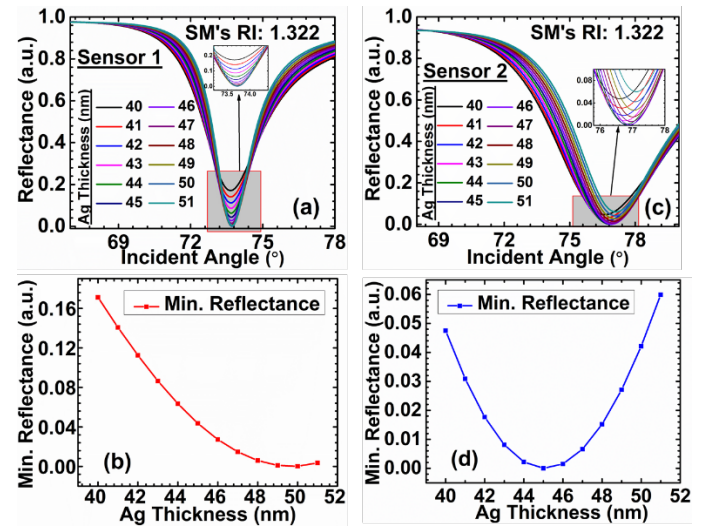 SM's RI: 1.322
Sensor 1
Ag Thickness (nm)
40 46
41 47
42 48
43 49
44 50
45 51
0.2
0.1
0.0
73.5 74.0
(a)
Reflectance (a.u.)
1.0
0.8
0.6
0.4
0.2
0.0
69 72 75 78
Incident Angle (°)
SM's RI: 1.322
Sensor 2
Ag Thickness (nm)
40 46
41 47
42 48
43 49
44 50
45 51
0.08
0.04
0.00
76 77 78
(c)
Reflectance (a.u.)
1.0
0.8
0.6
0.4
0.2
0.0
69 72 75 78
Incident Angle (°)
Min. Reflectance
(b)
Min. Reflectance (a.u.)
0.16
0.12
0.08
0.04
0.00
38 40 42 44 46 48 50 52
Ag Thickness (nm)
Min. Reflectance
(d)
Min. Reflectance (a.u.)
0.06
0.05
0.04
0.03
0.02
0.01
0.00
38 40 42 44 46 48 50 52
Ag Thickness (nm)